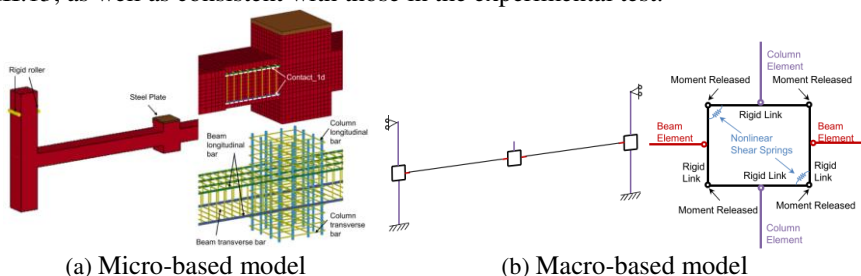 III.13, as well as consistent with those in the experimental test.
Rigid roller
Steel Plate
Contact_1d
Column
longitudinal
bar
Beam
longitudinal
bar
Column
transverse
bar
Beam transverse bar
Column
Element
Moment Released
Moment Released
Rigid Link
Beam
Element
Nonlinear
Shear Springs
Beam
Element
Rigid
Link
Rigid Link
Rigid
Link
Moment Released
Moment Released
Column
Element
(a) Micro-based model
(b) Macro-based model